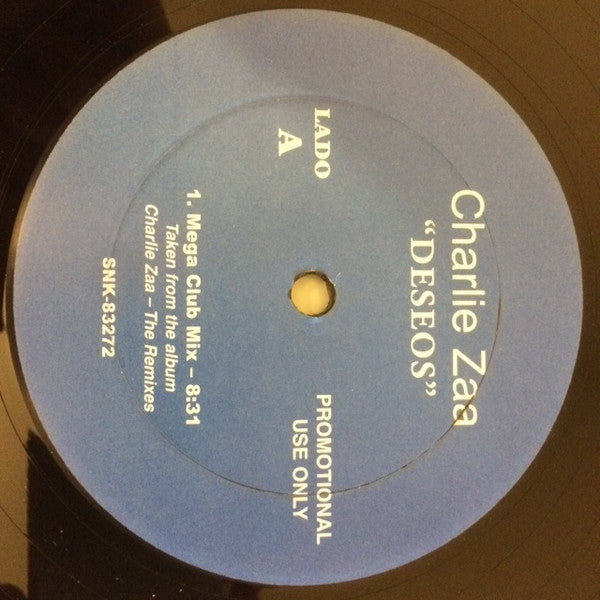 Charlie Zaa
“DESEOS”
LADO
A
PROMOTIONAL
USE ONLY
1. Mega Club Mix – 8:31
Taken from the album
Charlie Zaa – The Remixes
SNK-83272